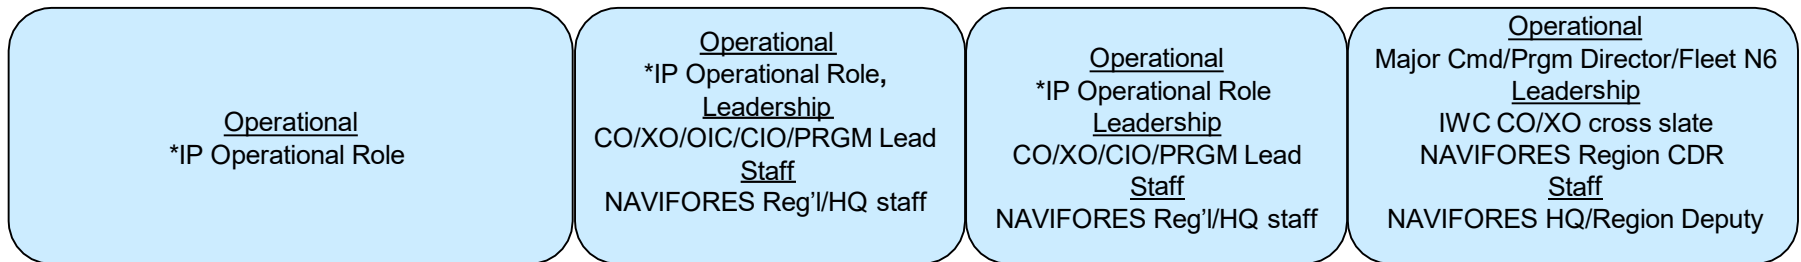 Operational
*IP Operational Role
Operational
*IP Operational Role,
Leadership
CO/XO/OIC/CIO/PRGM Lead
Staff
NAVIFORES Reg'l/HQ staff
Operational
*IP Operational Role
Leadership
CO/XO/CIO/PRGM Lead
Staff
NAVIFORES Reg'l/HQ staff
Operational
Major Cmd/Prgm Director/Fleet N6
Leadership
IWC CO/XO cross slate
NAVIFORES Region CDR
Staff
NAVIFORES HQ/Region Deputy